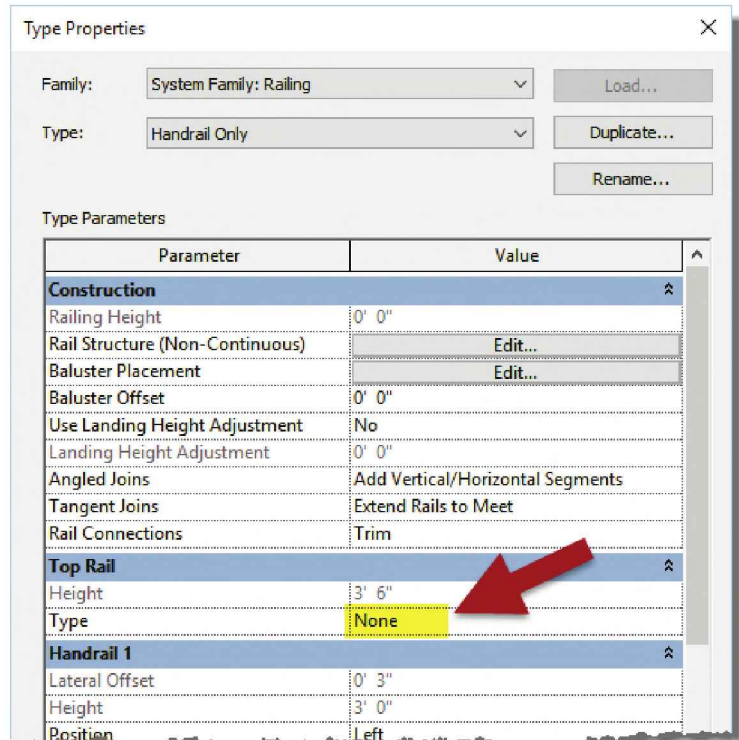 Type Properties
Family: System Family: Railing Load...
Type: Handrail Only Duplicate...
Rename...
Type Parameters
Parameter Value
Construction
Railing Height 0' 0"
Rail Structure (Non-Continuous) Edit...
Baluster Placement Edit...
Baluster Offset 0' 0"
Use Landing Height Adjustment No
Landing Height Adjustment 0' 0"
Angled Joins Add Vertical/Horizontal Segments
Tangent Joins Extend Rails to Meet
Rail Connections Trim
Top Rail
Height 3' 6"
Type None
Handrail 1
Lateral Offset 0' 3"
Height 3' 0"
Position Left